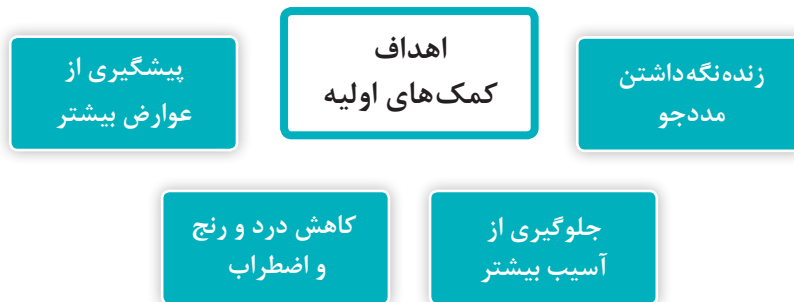 اهداف
کمک‌های اولیه
زنده‌نگه‌داشتن
مددجو
جلوگیری از
آسیب بیشتر
کاهش درد و رنج
و اضطراب
پیشگیری از
عوارض بیشتر